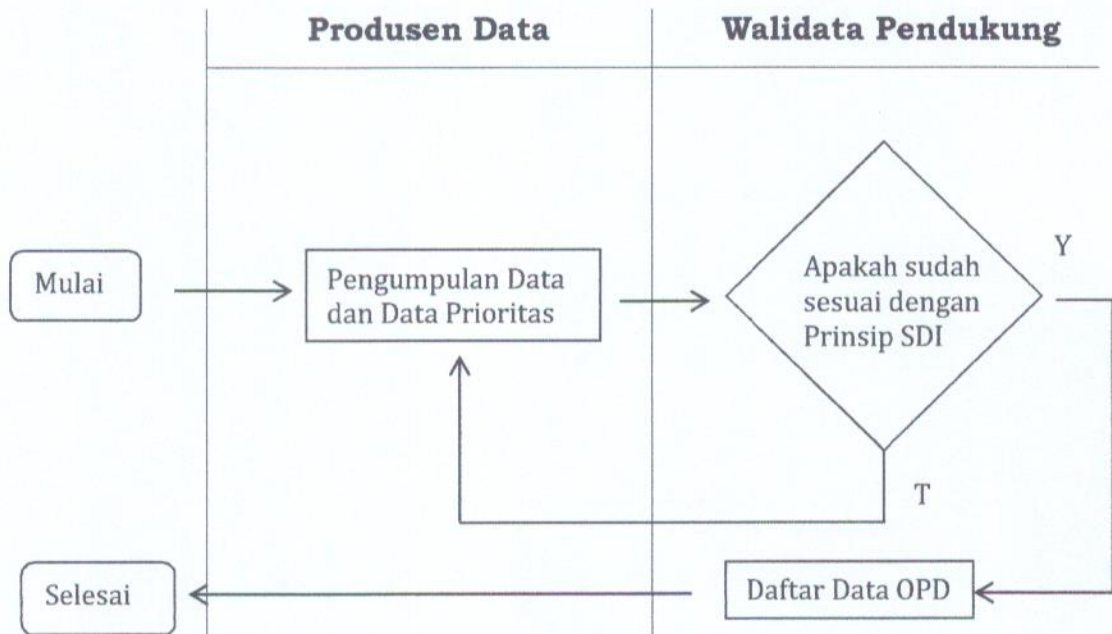 Produsen Data
Walidata Pendukung
Mulai
Pengumpulan Data
dan Data Prioritas
Apakah sudah
sesuai dengan
Prinsip SDI
Y
T
Selesai
Daftar Data OPD